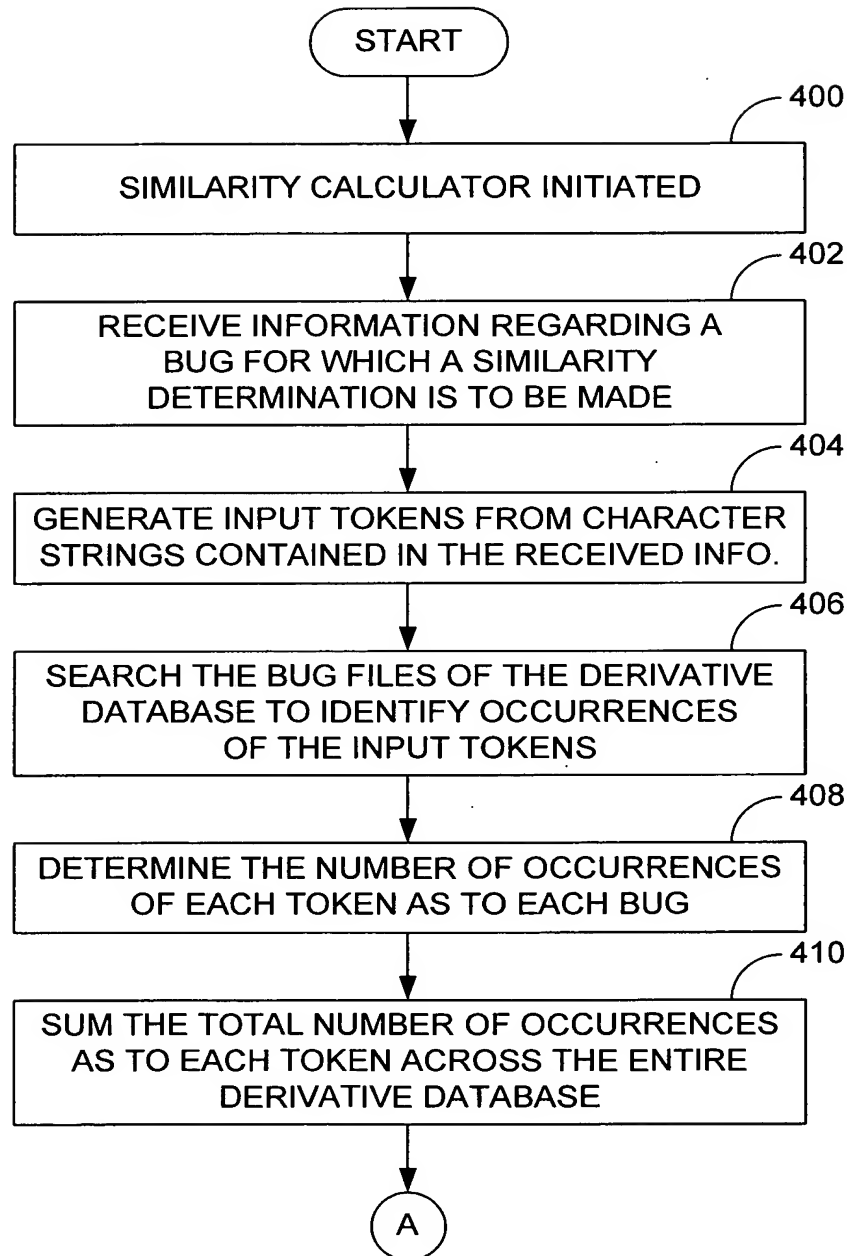 START
400
SIMILARITY CALCULATOR INITIATED
402
RECEIVE INFORMATION REGARDING A
BUG FOR WHICH A SIMILARITY
DETERMINATION IS TO BE MADE
404
GENERATE INPUT TOKENS FROM CHARACTER
STRINGS CONTAINED IN THE RECEIVED INFO.
406
SEARCH THE BUG FILES OF THE DERIVATIVE
DATABASE TO IDENTIFY OCCURRENCES
OF THE INPUT TOKENS
408
DETERMINE THE NUMBER OF OCCURRENCES
OF EACH TOKEN AS TO EACH BUG
410
SUM THE TOTAL NUMBER OF OCCURRENCES
AS TO EACH TOKEN ACROSS THE ENTIRE
DERIVATIVE DATABASE
A